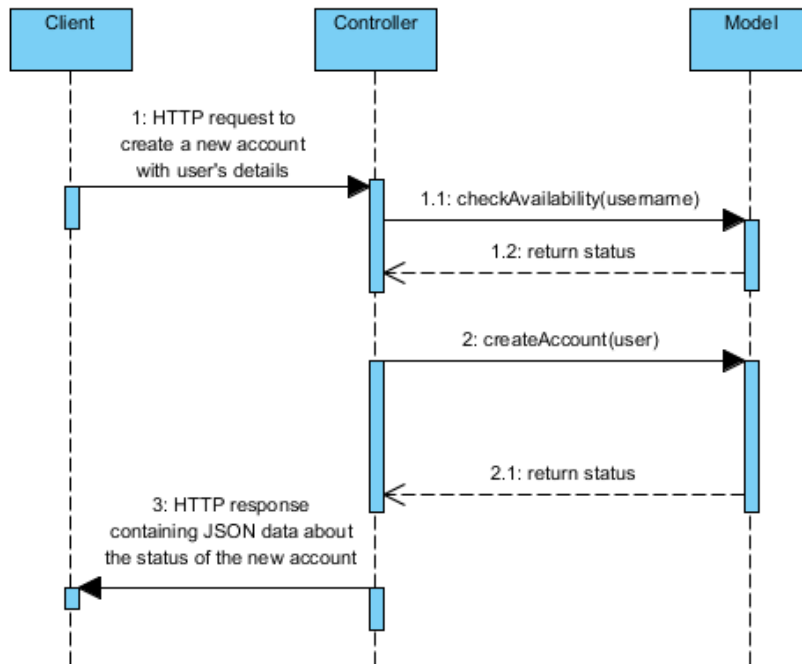 Client
Controller
Model
1: HTTP request to
create a new account
with user's details
1.1: checkAvailability(username)
1.2: return status
2: createAccount(user)
2.1: return status
3: HTTP response
containing JSON data about
the status of the new account